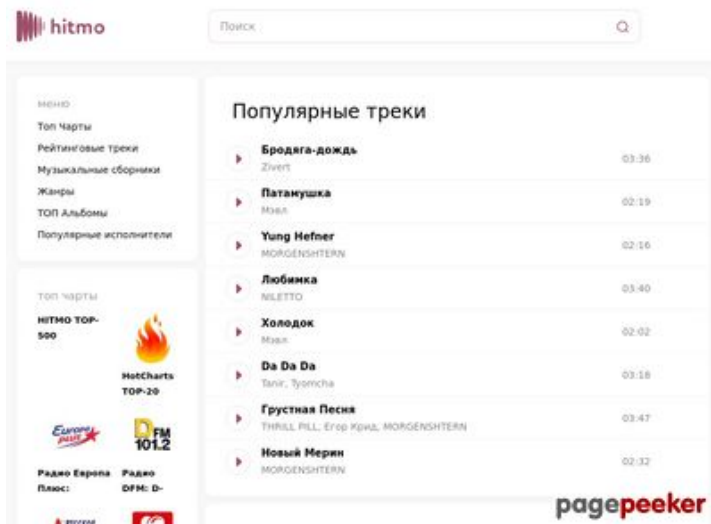 hitmo
Поиск
меню
Топ Чарты
Рейтинговые треки
Музыкальные сборники
Жанры
ТОП Альбомы
Популярные исполнители
топ чарты
HITMO TOP-
500
HotCharts
TOP-20
Европа
плюс
DFM
101.2
Радио Европа
Плюс:
Радио
DFM: D-
Популярные треки
Бродяга-дождь
Zivert
03:36
Патамушка
Мэвл
02:19
Yung Hefner
MORGENSHTERN
02:16
Любимка
NILETTO
03:40
Холодок
Мэвл
02:02
Da Da Da
Tanir, Tyomcha
03:18
Грустная Песня
THRILL PILL, Егор Крид, MORGENSHTERN
03:47
Новый Мерин
MORGENSHTERN
02:32
pagepeeker